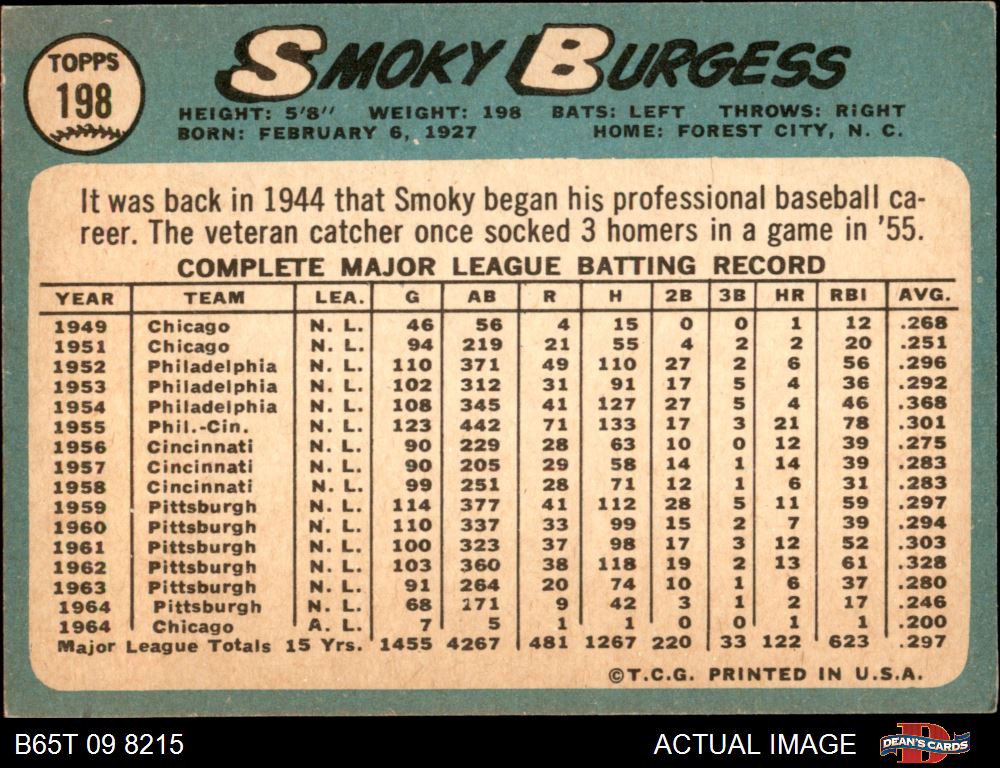 TOPPS
198
SMOKY BURGESS
HEIGHT: 5'8" WEIGHT: 198 BATS: LEFT THROWS: RIGHT
BORN: FEBRUARY 6, 1927 HOME: FOREST CITY, N. C.
It was back in 1944 that Smoky began his professional baseball ca-
reer. The veteran catcher once socked 3 homers in a game in '55.
COMPLETE MAJOR LEAGUE BATTING RECORD
YEAR TEAM LEA. G AB R H 2B 3B HR RBI AVG.
1949 Chicago N. L. 46 56 4 15 0 0 1 12 .268
1951 Chicago N. L. 94 219 21 55 4 2 2 20 .251
1952 Philadelphia N. L. 110 371 49 110 27 2 6 56 .296
1953 Philadelphia N. L. 102 312 31 91 17 5 4 36 .292
1954 Philadelphia N. L. 108 345 41 127 27 5 4 46 .368
1955 Phil.-Cin. N. L. 123 442 71 133 17 3 21 78 .301
1956 Cincinnati N. L. 90 229 28 63 10 0 12 39 .275
1957 Cincinnati N. L. 90 205 29 58 14 1 14 39 .283
1958 Cincinnati N. L. 99 251 28 71 12 1 6 31 .283
1959 Pittsburgh N. L. 114 377 41 112 28 5 11 59 .297
1960 Pittsburgh N. L. 110 337 33 99 15 2 7 39 .294
1961 Pittsburgh N. L. 100 323 37 98 17 3 12 52 .303
1962 Pittsburgh N. L. 103 360 38 118 19 2 13 61 .328
1963 Pittsburgh N. L. 91 264 20 74 10 1 6 37 .280
1964 Pittsburgh N. L. 68 171 9 42 3 1 2 17 .246
1964 Chicago A. L. 7 5 1 1 0 0 1 1 .200
Major League Totals 15 Yrs. 1455 4267 481 1267 220 33 122 623 .297
©T.C.G. PRINTED IN U.S.A.
B65T 09 8215 ACTUAL IMAGE DEAN'S CARDS